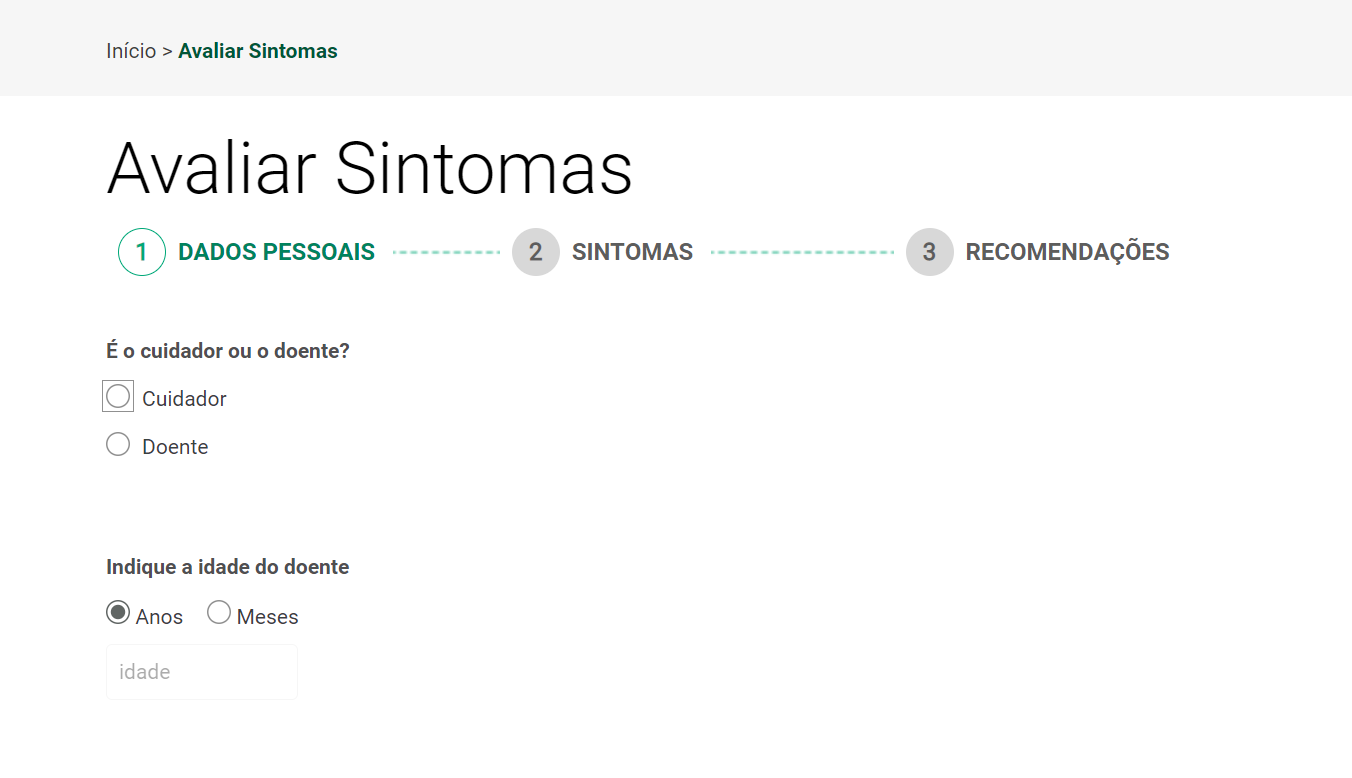 Início > Avaliar Sintomas
Avaliar Sintomas
1 DADOS PESSOAIS 2 SINTOMAS 3 RECOMENDAÇÕES
É o cuidador ou o doente?
Cuidador
Doente
Indique a idade do doente
Anos Meses
idade